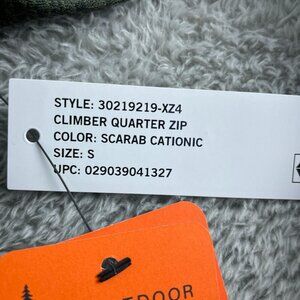 STYLE: 30219219-XZ4
CLIMBER QUARTER ZIP
COLOR: SCARAB CATIONIC
SIZE: S
UPC: 029039041327